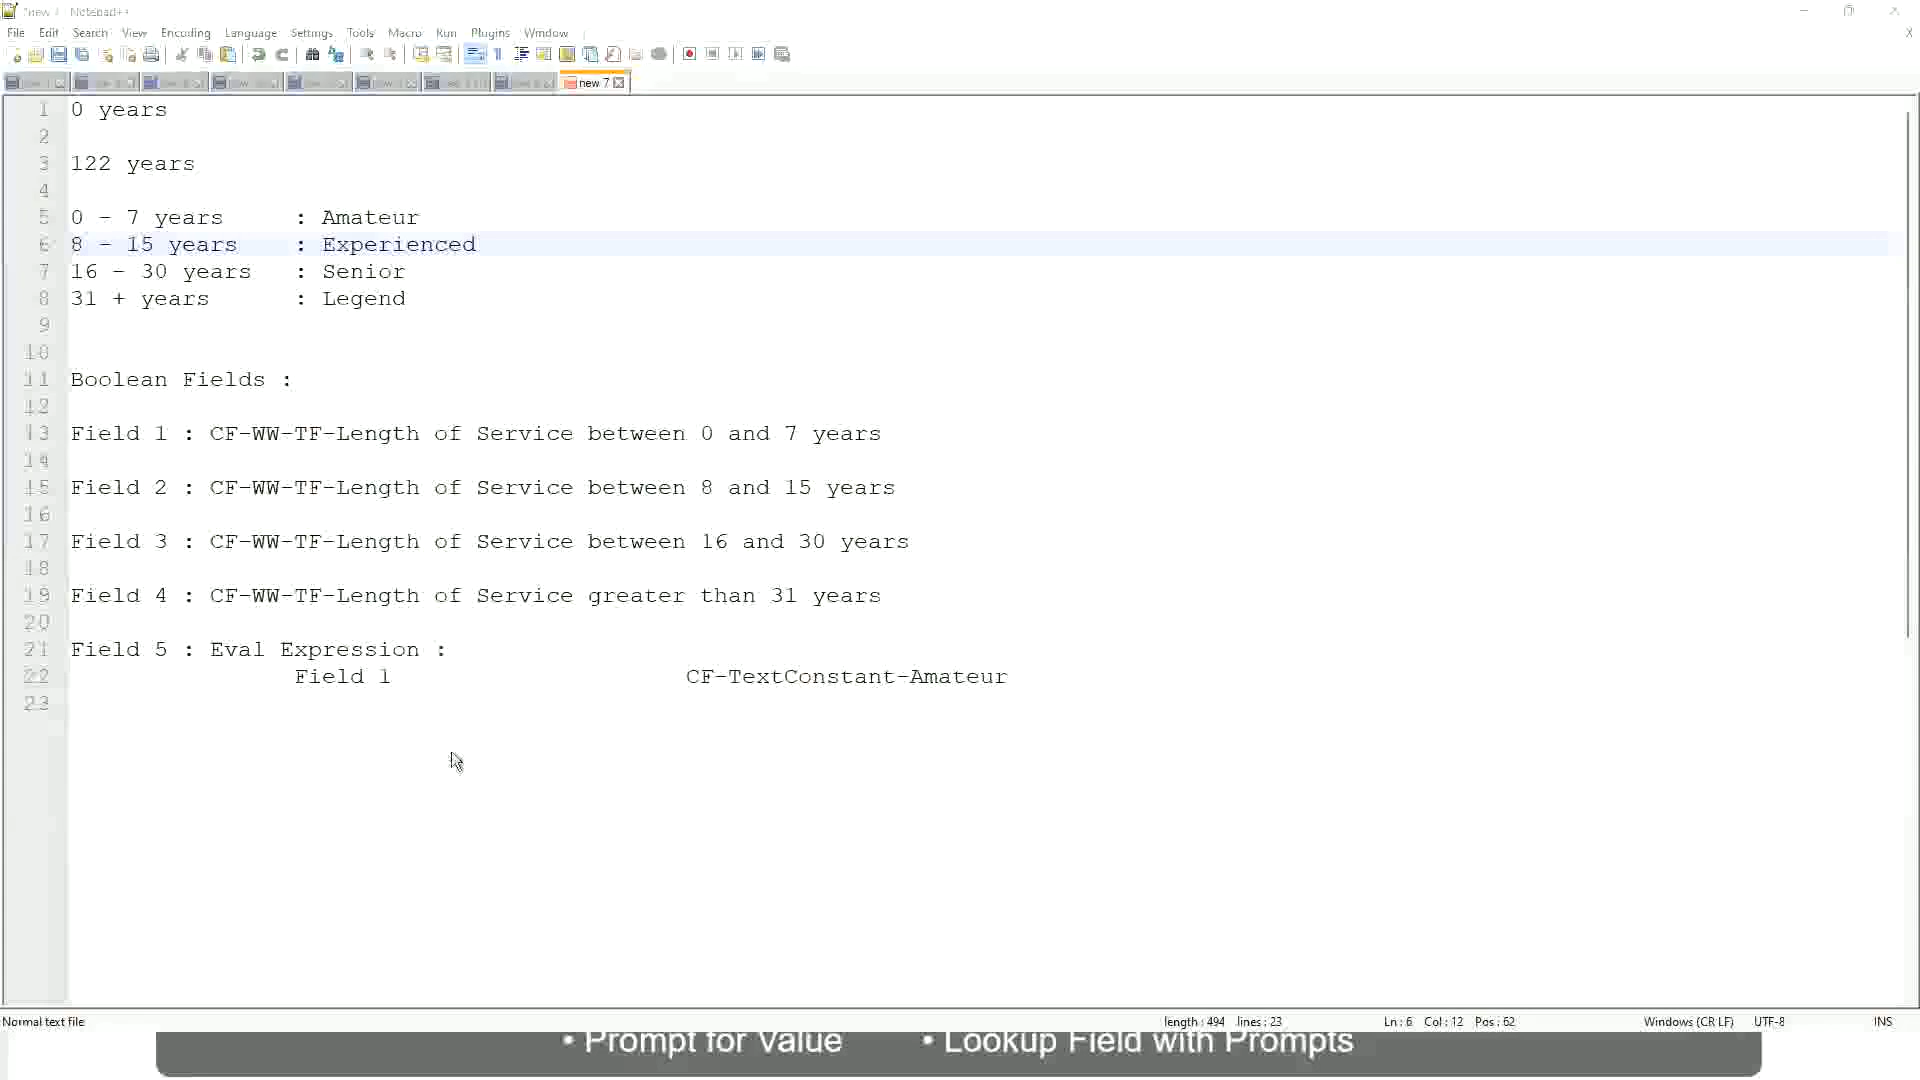 *new 7 - Notepad++
File Edit Search View Encoding Language Settings Tools Macro Run Plugins Window
X
new 7
1 0 years
2
3 122 years
4
5 0 - 7 years : Amateur
6 8 - 15 years : Experienced
7 16 - 30 years : Senior
8 31 + years : Legend
9
10
11 Boolean Fields :
12
13 Field 1 : CF-WW-TF-Length of Service between 0 and 7 years
14
15 Field 2 : CF-WW-TF-Length of Service between 8 and 15 years
16
17 Field 3 : CF-WW-TF-Length of Service between 16 and 30 years
18
19 Field 4 : CF-WW-TF-Length of Service greater than 31 years
20
21 Field 5 : Eval Expression :
22 Field 1 CF-TextConstant-Amateur
23
Normal text file length : 494 lines : 23 Ln : 6 Col : 12 Pos : 62 Windows (CR LF) UTF-8 INS
• Prompt for Value • Lookup Field with Prompts